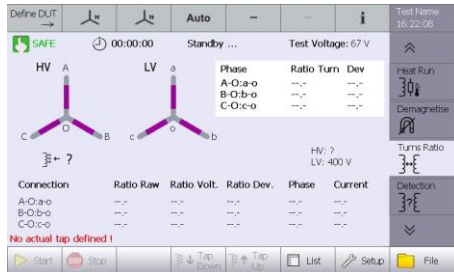 Define DUT → N N Auto – – i Test Name
16:22:08
SAFE 00:00:00 Standby ... Test Voltage: 67 V
HV A LV a Phase Ratio Turn Dev
A-O:a-o --.- --.-
B-O:b-o --.- --.-
C-O:c-o --.- --.-
C O B c o b
Heat Run
Demagnetise
Turns Ratio
Detection
← ? HV: ?
LV: 400 V
Connection Ratio Raw Ratio Volt. Ratio Dev. Phase Current
A-O:a-o --.- --.- --.- --.- --.-
B-O:b-o --.- --.- --.- --.- --.-
C-O:c-o --.- --.- --.- --.- --.-
No actual tap defined !
Start Stop Tap Down Tap Up List Setup File